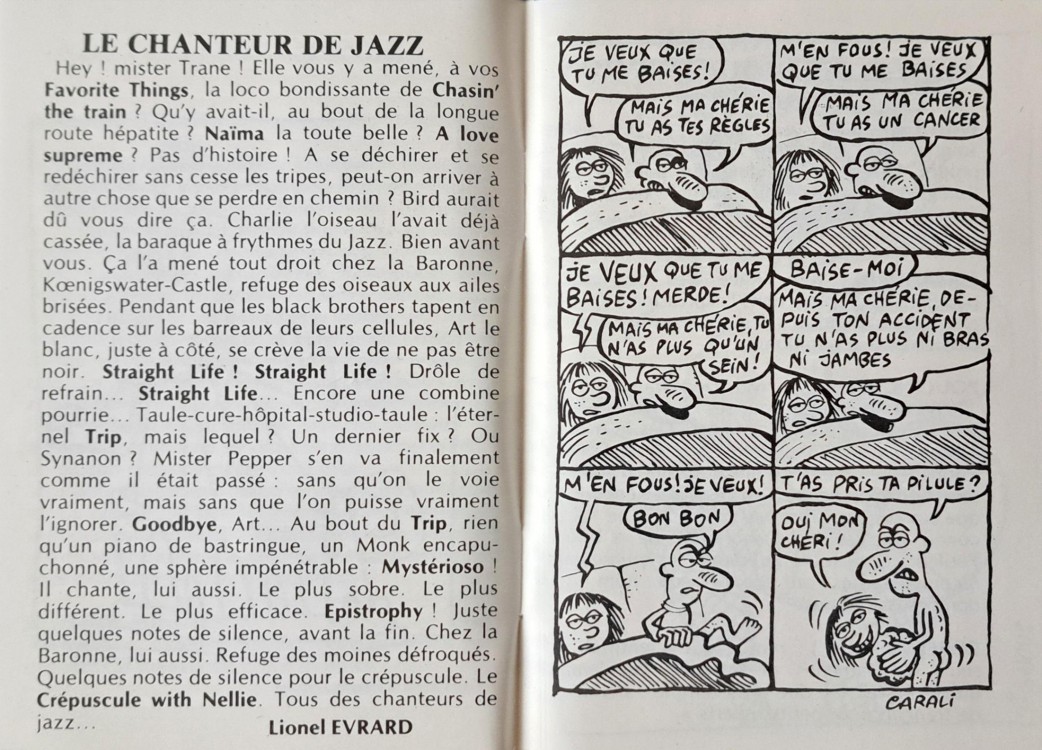 LE CHANTEUR DE JAZZ
Hey ! mister Trane ! Elle vous y a mené, à vos
Favorite Things, la loco bondissante de Chasin'
the train ? Qu'y avait-il, au bout de la longue
route hépatite ? Naïma la toute belle ? A love
supreme ? Pas d'histoire ! A se déchirer et se
redéchirer sans cesse les tripes, peut-on arriver à
autre chose que se perdre en chemin ? Bird aurait
dû vous dire ça. Charlie l'oiseau l'avait déjà
cassée, la baraque à frythmes du Jazz. Bien avant
vous. Ça l'a mené tout droit chez la Baronne,
Kœnigswater-Castle, refuge des oiseaux aux ailes
brisées. Pendant que les black brothers tapent en
cadence sur les barreaux de leurs cellules, Art le
blanc, juste à côté, se crève la vie de ne pas être
noir. Straight Life ! Straight Life ! Drôle de
refrain... Straight Life... Encore une combine
pourrie... Taule-cure-hôpital-studio-taule : l'éter-
nel Trip, mais lequel ? Un dernier fix ? Ou
Synanon ? Mister Pepper s'en va finalement
comme il était passé : sans qu'on le voie
vraiment, mais sans que l'on puisse vraiment
l'ignorer. Goodbye, Art... Au bout du Trip, rien
qu'un piano de bastringue, un Monk encapu-
chonné, une sphère impénétrable : Mystérioso !
Il chante, lui aussi. Le plus sobre. Le plus
différent. Le plus efficace. Epistrophy ! Juste
quelques notes de silence, avant la fin. Chez la
Baronne, lui aussi. Refuge des moines défroqués.
Quelques notes de silence pour le crépuscule. Le
Crépuscule with Nellie. Tous des chanteurs de
jazz...
Lionel EVRARD
JE VEUX QUE
TU ME BAISES !
MAIS MA CHÉRIE
TU AS TES RÈGLES
M'EN FOUS ! JE VEUX
QUE TU ME BAISES
MAIS MA CHÉRIE
TU AS UN CANCER
JE VEUX QUE TU ME
BAISES ! MERDE !
MAIS MA CHÉRIE, TU
N'AS PLUS QU'UN
SEIN !
BAISE-MOI
MAIS MA CHÉRIE, DE-
PUIS TON ACCIDENT
TU N'AS PLUS NI BRAS
NI JAMBES
M'EN FOUS ! JE VEUX !
BON BON
T'AS PRIS TA PILULE ?
OUI MON
CHÉRI !
CARALI